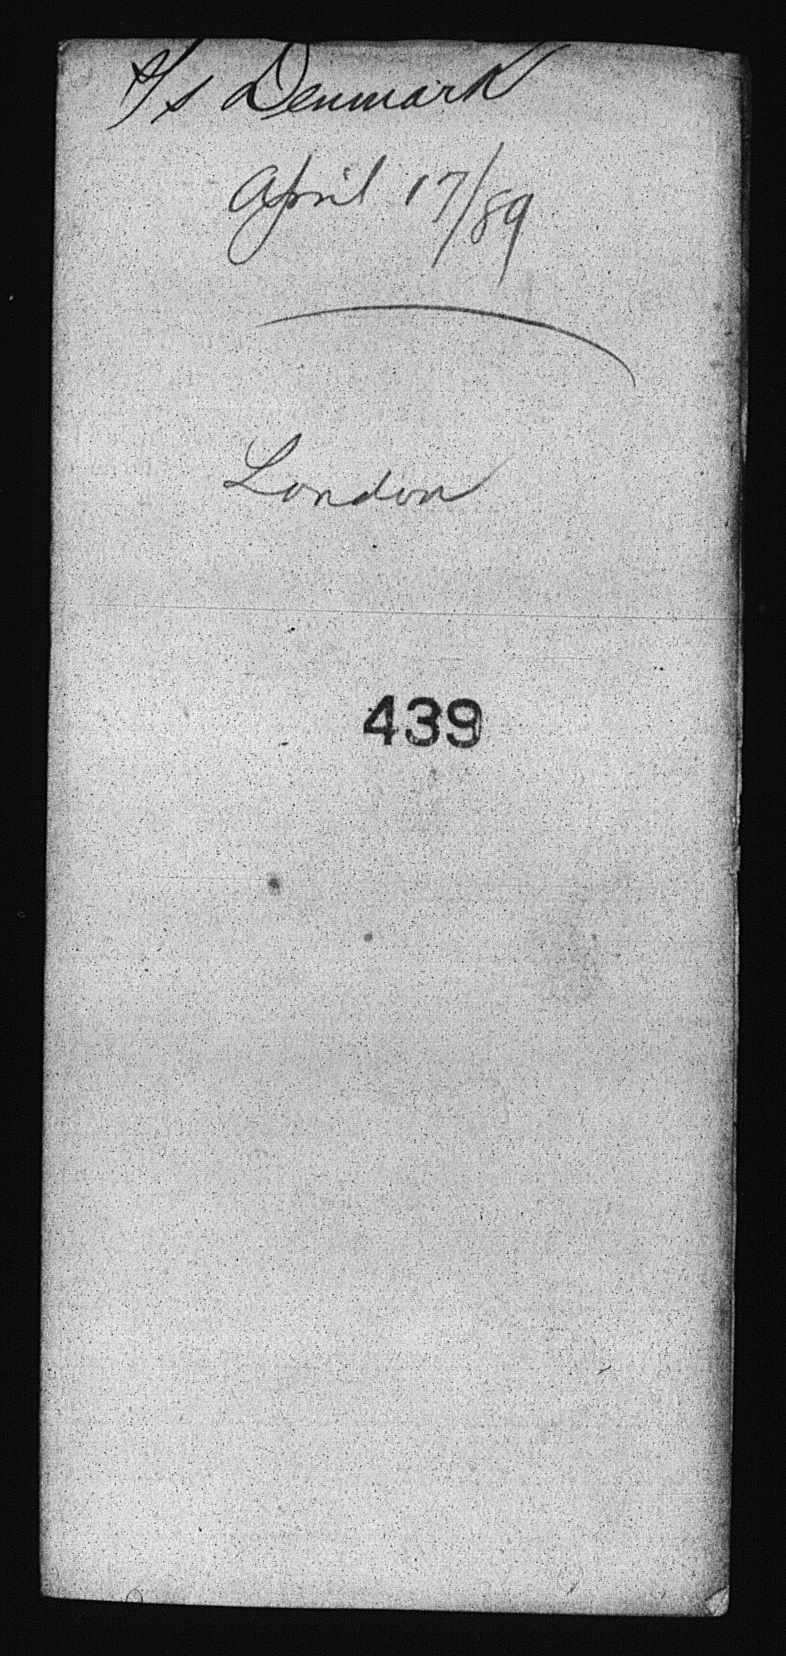 S/s Denmark
April 17/89
London
439